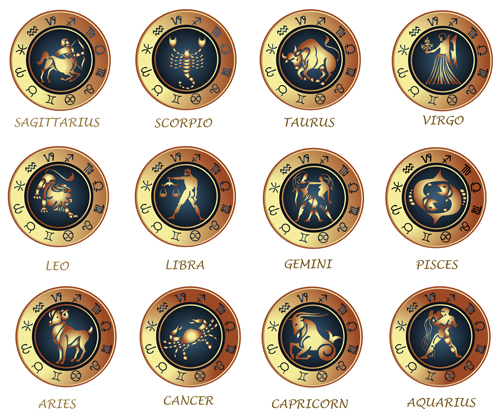 SAGITTARIUS SCORPIO TAURUS VIRGO
LEO LIBRA GEMINI PISCES
ARIES CANCER CAPRICORN AQUARIUS